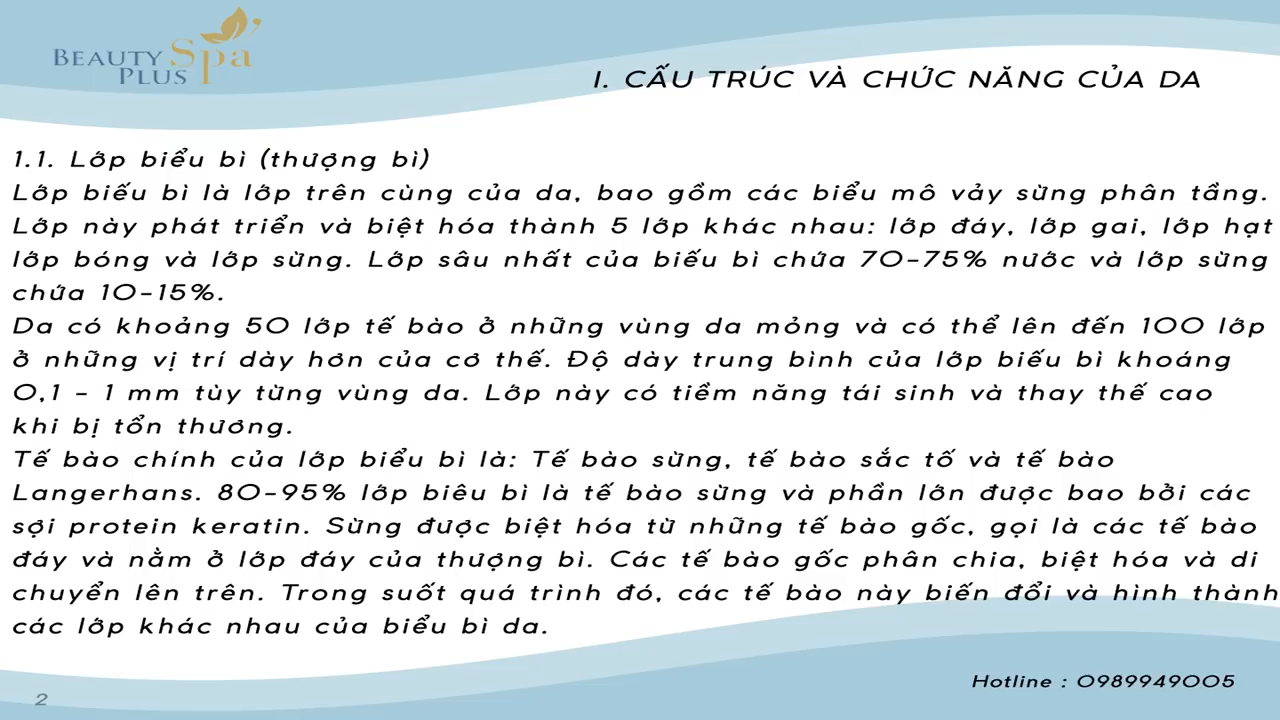 BEAUTY Spa
PLUS
I. CẤU TRÚC VÀ CHỨC NĂNG CỦA DA
1.1. Lớp biểu bì (thượng bì)
Lớp biếu bì là lớp trên cùng của da, bao gồm các biểu mô vảy sừng phân tầng.
Lớp này phát triển và biệt hóa thành 5 lớp khác nhau: lớp đáy, lớp gai, lớp hạt
lớp bóng và lớp sừng. Lớp sâu nhất của biếu bì chứa 70-75% nước và lớp sừng
chứa 10-15%.
Da có khoảng 50 lớp tế bào ở những vùng da mỏng và có thể lên đến 100 lớp
ở những vị trí dày hơn của cơ thế. Độ dày trung bình của lớp biếu bì khoáng
0,1 - 1 mm tùy từng vùng da. Lớp này có tiềm năng tái sinh và thay thế cao
khi bị tổn thương.
Tế bào chính của lớp biểu bì là: Tế bào sừng, tế bào sắc tố và tế bào
Langerhans. 80-95% lớp biêu bì là tế bào sừng và phần lớn được bao bởi các
sợi protein keratin. Sừng được biệt hóa từ những tế bào gốc, gọi là các tế bào
đáy và nằm ở lớp đáy của thượng bì. Các tế bào gốc phân chia, biệt hóa và di
chuyển lên trên. Trong suốt quá trình đó, các tế bào này biến đổi và hình thành
các lớp khác nhau của biểu bì da.
Hotline : 0989949005
2